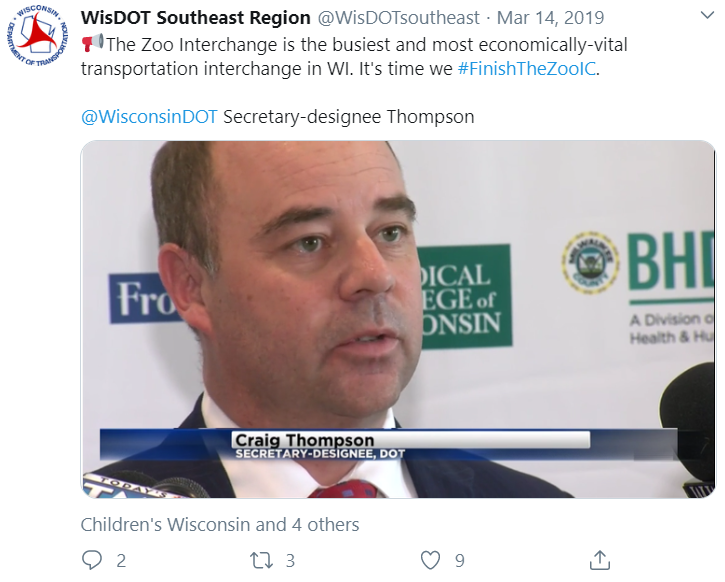 WisDOT Southeast Region @WisDOTsoutheast · Mar 14, 2019
The Zoo Interchange is the busiest and most economically-vital
transportation interchange in WI. It's time we #FinishTheZooIC.
@WisconsinDOT Secretary-designee Thompson
WISCONSIN
DEPARTMENT OF TRANSPORTATION
Fro
DICAL
EGE of
ONSIN
MILWAUKEE
COUNTY
BHD
A Division o
Health & Hu
Craig Thompson
SECRETARY-DESIGNEE, DOT
TODAY'S
Children's Wisconsin and 4 others
2 3 9